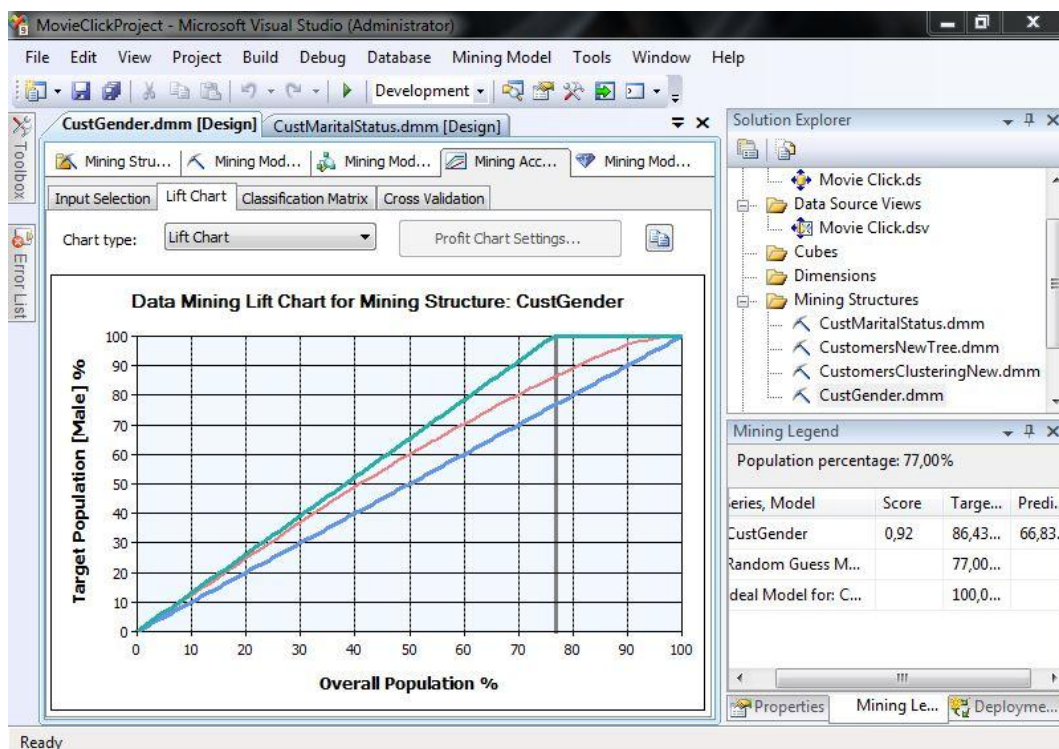 MovieClickProject - Microsoft Visual Studio (Administrator)
File Edit View Project Build Debug Database Mining Model Tools Window Help
Development
Toolbox
Error List
CustGender.dmm [Design] CustMaritalStatus.dmm [Design]
Mining Stru... Mining Mod... Mining Mod... Mining Acc... Mining Mod...
Input Selection Lift Chart Classification Matrix Cross Validation
Chart type: Lift Chart Profit Chart Settings...
Data Mining Lift Chart for Mining Structure: CustGender
Target Population [Male] %
100
90
80
70
60
50
40
30
20
10
0
0 10 20 30 40 50 60 70 80 90 100
Overall Population %
Solution Explorer
Movie Click.ds
Data Source Views
Movie Click.dsv
Cubes
Dimensions
Mining Structures
CustMaritalStatus.dmm
CustomersNewTree.dmm
CustomersClusteringNew.dmm
CustGender.dmm
Mining Legend
Population percentage: 77,00%
eries, Model Score Targe... Predi...
CustGender 0,92 86,43... 66,83...
Random Guess M... 77,00...
deal Model for: C... 100,0...
Properties Mining Le... Deployme...
Ready